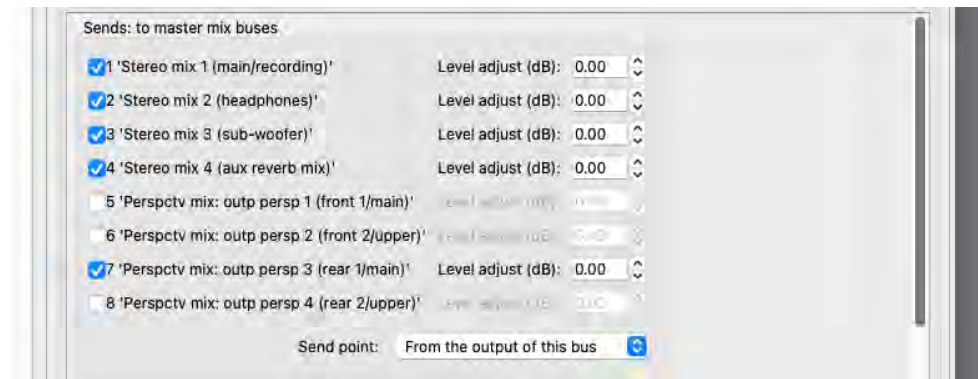 Sends: to master mix buses
1 'Stereo mix 1 (main/recording)' Level adjust (dB): 0.00
2 'Stereo mix 2 (headphones)' Level adjust (dB): 0.00
3 'Stereo mix 3 (sub-woofer)' Level adjust (dB): 0.00
4 'Stereo mix 4 (aux reverb mix)' Level adjust (dB): 0.00
5 'Perspctv mix: outp persp 1 (front 1/main)'
6 'Perspctv mix: outp persp 2 (front 2/upper)'
7 'Perspctv mix: outp persp 3 (rear 1/main)' Level adjust (dB): 0.00
8 'Perspctv mix: outp persp 4 (rear 2/upper)'
Send point: From the output of this bus